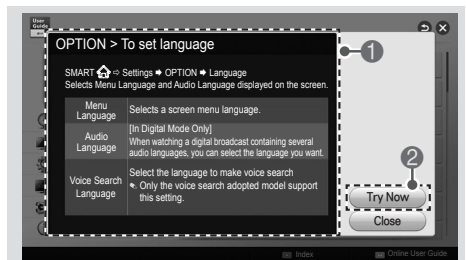 User
Guide
OPTION > To set language
❶
SMART ⇨ Settings ➡ OPTION ➡ Language
Selects Menu Language and Audio Language displayed on the screen.
Menu
Language
Selects a screen menu language.
Audio
Language
[In Digital Mode Only]
When watching a digital broadcast containing several
audio languages, you can select the language you want.
Voice Search
Language
Select the language to make voice search
Only the voice search adopted model support
this setting.
❷
Try Now
Close
Index
Online User Guide